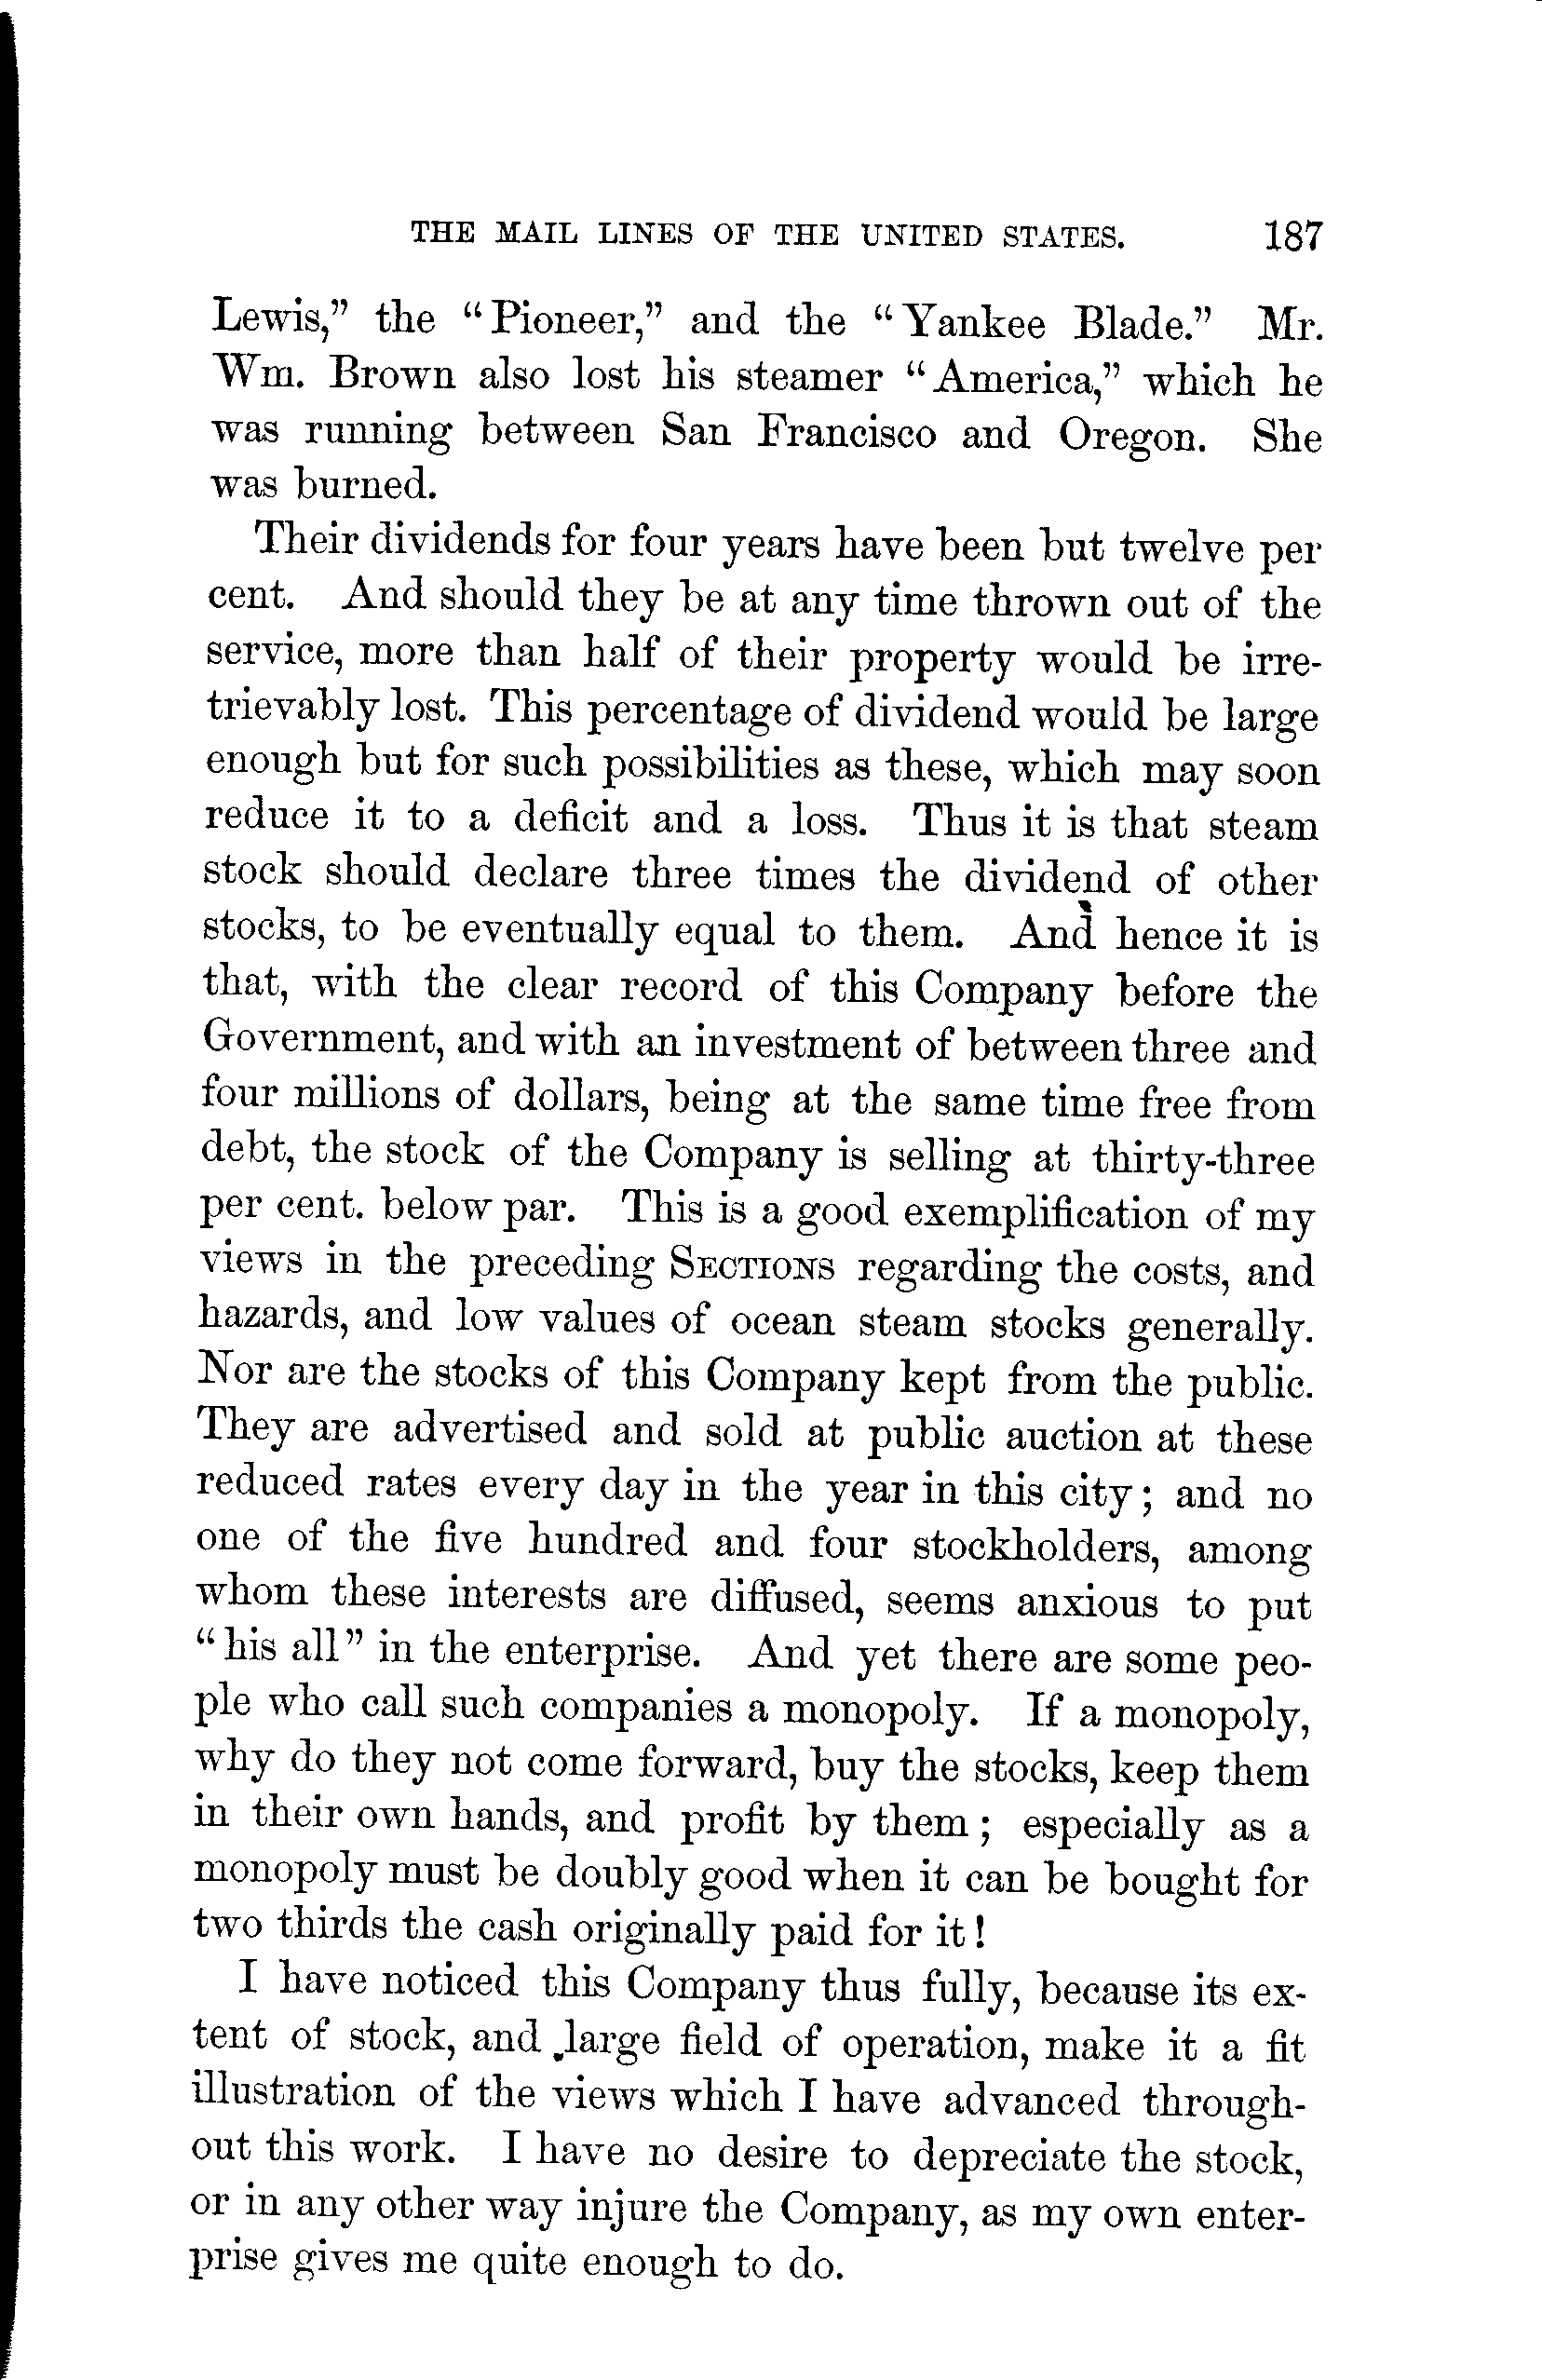 THE MAIL LINES OF THE UNITED STATES. 187
Lewis,” the “Pioneer,” and the “Yankee Blade.” Mr.
Wm. Brown also lost his steamer “America,” which he
was running between San Francisco and Oregon. She
was burned.
Their dividends for four years have been but twelve per
cent. And should they be at any time thrown out of the
service, more than half of their property would be irre-
trievably lost. This percentage of dividend would be large
enough but for such possibilities as these, which may soon
reduce it to a deficit and a loss. Thus it is that steam
stock should declare three times the dividend of other
stocks, to be eventually equal to them. And hence it is
that, with the clear record of this Company before the
Government, and with an investment of between three and
four millions of dollars, being at the same time free from
debt, the stock of the Company is selling at thirty-three
per cent. below par. This is a good exemplification of my
views in the preceding SECTIONS regarding the costs, and
hazards, and low values of ocean steam stocks generally.
Nor are the stocks of this Company kept from the public.
They are advertised and sold at public auction at these
reduced rates every day in the year in this city; and no
one of the five hundred and four stockholders, among
whom these interests are diffused, seems anxious to put
“his all” in the enterprise. And yet there are some peo-
ple who call such companies a monopoly. If a monopoly,
why do they not come forward, buy the stocks, keep them
in their own hands, and profit by them; especially as a
monopoly must be doubly good when it can be bought for
two thirds the cash originally paid for it!
I have noticed this Company thus fully, because its ex-
tent of stock, and large field of operation, make it a fit
illustration of the views which I have advanced through-
out this work. I have no desire to depreciate the stock,
or in any other way injure the Company, as my own enter-
prise gives me quite enough to do.